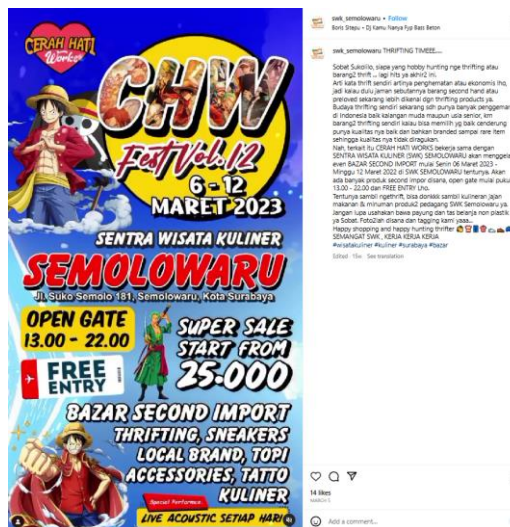 CERAH HATI
Works
CHW
Fest Vol.12
6 - 12
MARET 2023
SENTRA WISATA KULINER
SEMOLOWARU
Jl. Suko Semolo 181, Semolowaru, Kota Surabaya
OPEN GATE
13.00 - 22.00
FREE
ENTRY
SUPER SALE
START FROM
25.000
BAZAR SECOND IMPORT
THRIFTING, SNEAKERS
LOCAL BRAND, TOPI
ACCESSORIES, TATTO
KULINER
Special Performance
LIVE ACOUSTIC SETIAP HARI
swk_semolowaru • Follow
Boris Sitepu • DJ Kamu Nanya Fyp Bass Beton
swk_semolowaru THRIFTING TIMEEE....
Sobat Sukolilo, siapa yang hobby hunting nge thrifting atau
barang2 thrift ... lagi hits ya akhir2 ini.
Arti kata thrift sendiri artinya penghematan atau ekonomis lho,
jadi kalau dulu jaman sebutannya barang second hand atau
preloved sekarang lebih dikenal dgn thrifting products ya.
Budaya thrifting sendiri sekarang sdh punya banyak penggemar
di Indonesia baik kalangan muda maupun usia senior, krn
barang2 thrifting sendiri kalau bisa memilih yg baik cenderung
punya kualitas nya baik dan bahkan branded sampai rare item
sehingga kualitas nya tidak diragukan.
Nah, terkait itu CERAH HATI WORKS bekerja sama dengan
SENTRA WISATA KULINER (SWK) SEMOLOWARU akan menggelar
even BAZAR SECOND IMPORT mulai Senin 06 Maret 2023 -
Minggu 12 Maret 2022 di SWK SEMOLOWARU tentunya. Akan
ada banyak produk second impor disana, open gate mulai pukul
13.00 - 22.00 dan FREE ENTRY Lho.
Tentunya sambil ngethrift, bisa donkkk sambil kulineran jajan
makanan & minuman produk2 pedagang SWK Semolowaru ya.
Jangan lupa usahakan bawa payung dan tas belanja non plastik
ya Sobat. Foto2lah disana dan tagging kami yaaa...
Happy shopping and happy hunting thrifter
SEMANGAT SWK , KERJA KERJA KERJA
#wisatakuliner #kuliner #surabaya #bazar
Edited · 15w See translation
14 likes
MARCH 5
Add a comment...